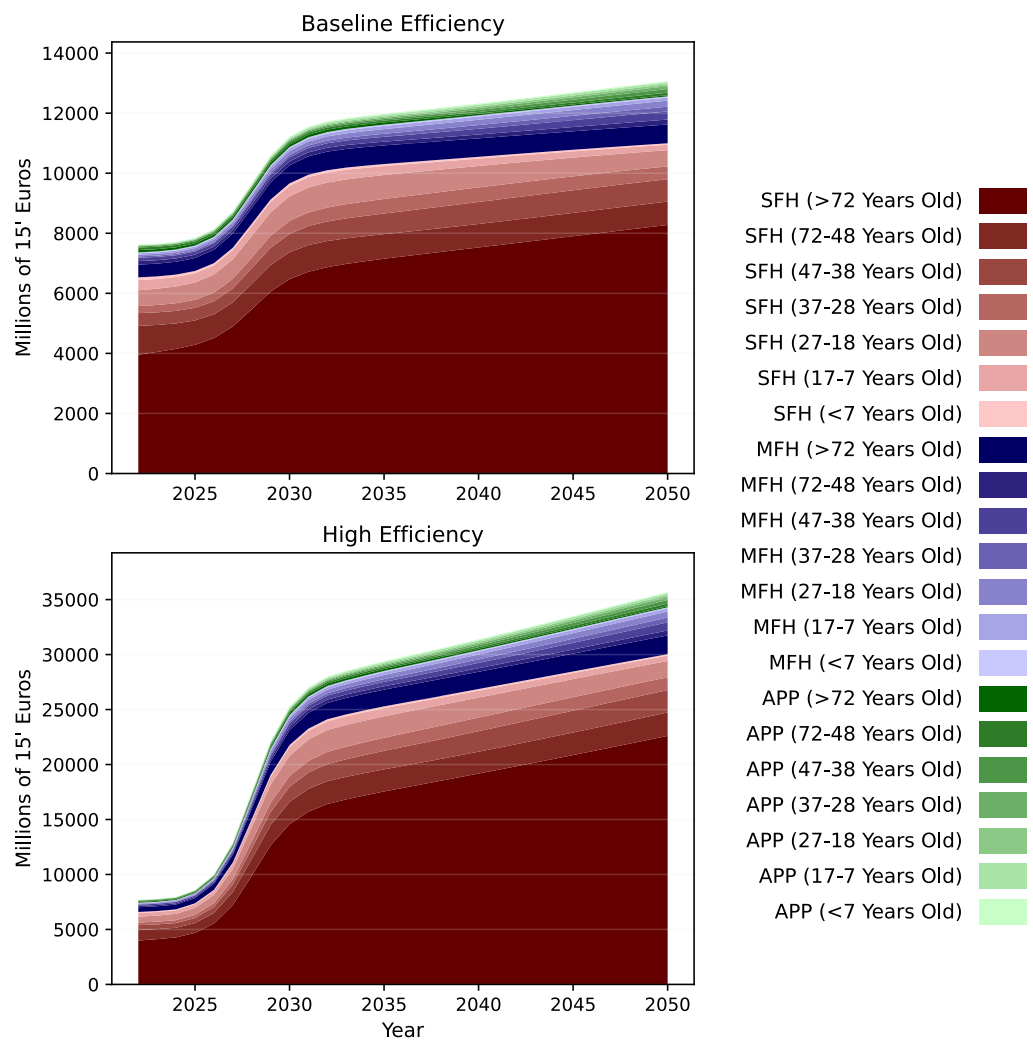 Baseline Efficiency
14000
12000
10000
8000
6000
4000
2000
0
Millions of 15' Euros
2025 2030 2035 2040 2045 2050
High Efficiency
35000
30000
25000
20000
15000
10000
5000
0
Millions of 15' Euros
2025 2030 2035 2040 2045 2050
Year
SFH (>72 Years Old)
SFH (72-48 Years Old)
SFH (47-38 Years Old)
SFH (37-28 Years Old)
SFH (27-18 Years Old)
SFH (17-7 Years Old)
SFH (<7 Years Old)
MFH (>72 Years Old)
MFH (72-48 Years Old)
MFH (47-38 Years Old)
MFH (37-28 Years Old)
MFH (27-18 Years Old)
MFH (17-7 Years Old)
MFH (<7 Years Old)
APP (>72 Years Old)
APP (72-48 Years Old)
APP (47-38 Years Old)
APP (37-28 Years Old)
APP (27-18 Years Old)
APP (17-7 Years Old)
APP (<7 Years Old)